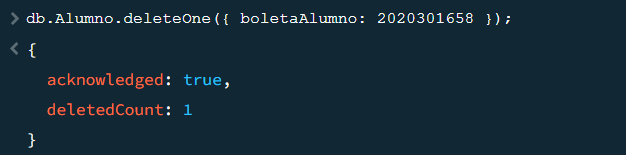 > db.Alumno.deleteOne({ boletaAlumno: 2020301658 });
< {
acknowledged: true,
deletedCount: 1
}